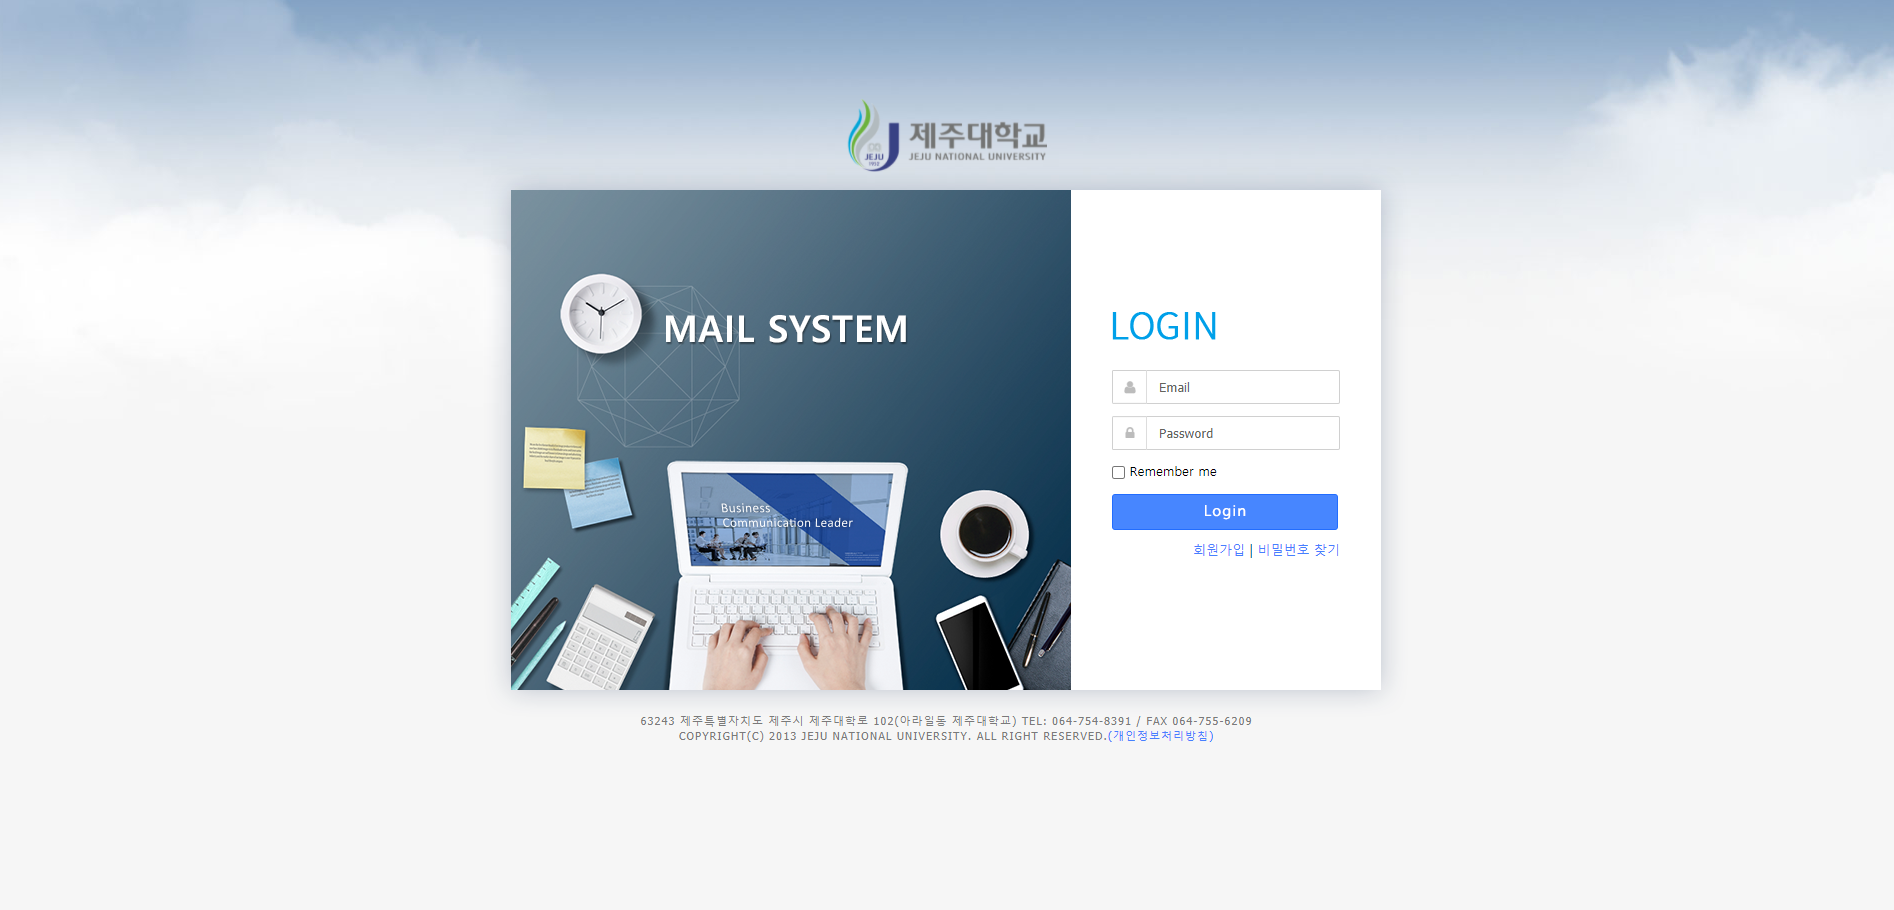 제주대학교
JEJU NATIONAL UNIVERSITY
JEJU
1952
MAIL SYSTEM
Business
Communication Leader
LOGIN
Email
Password
Remember me
Login
회원가입 | 비밀번호 찾기
63243 제주특별자치도 제주시 제주대학로 102(아라일동 제주대학교) TEL: 064-754-8391 / FAX 064-755-6209
COPYRIGHT(C) 2013 JEJU NATIONAL UNIVERSITY. ALL RIGHT RESERVED.(개인정보처리방침)